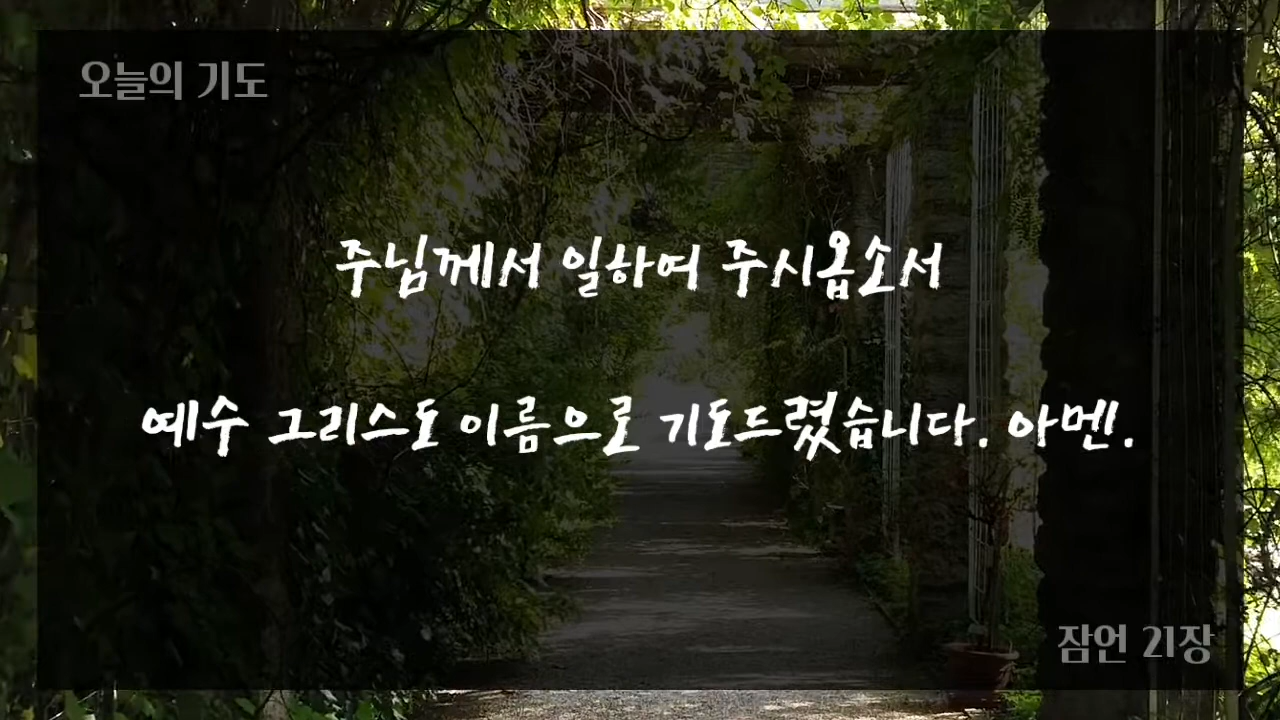 오늘의 기도
주님께서 일하여 주시옵소서
예수 그리스도 이름으로 기도드렸습니다. 아멘.
잠언 21장